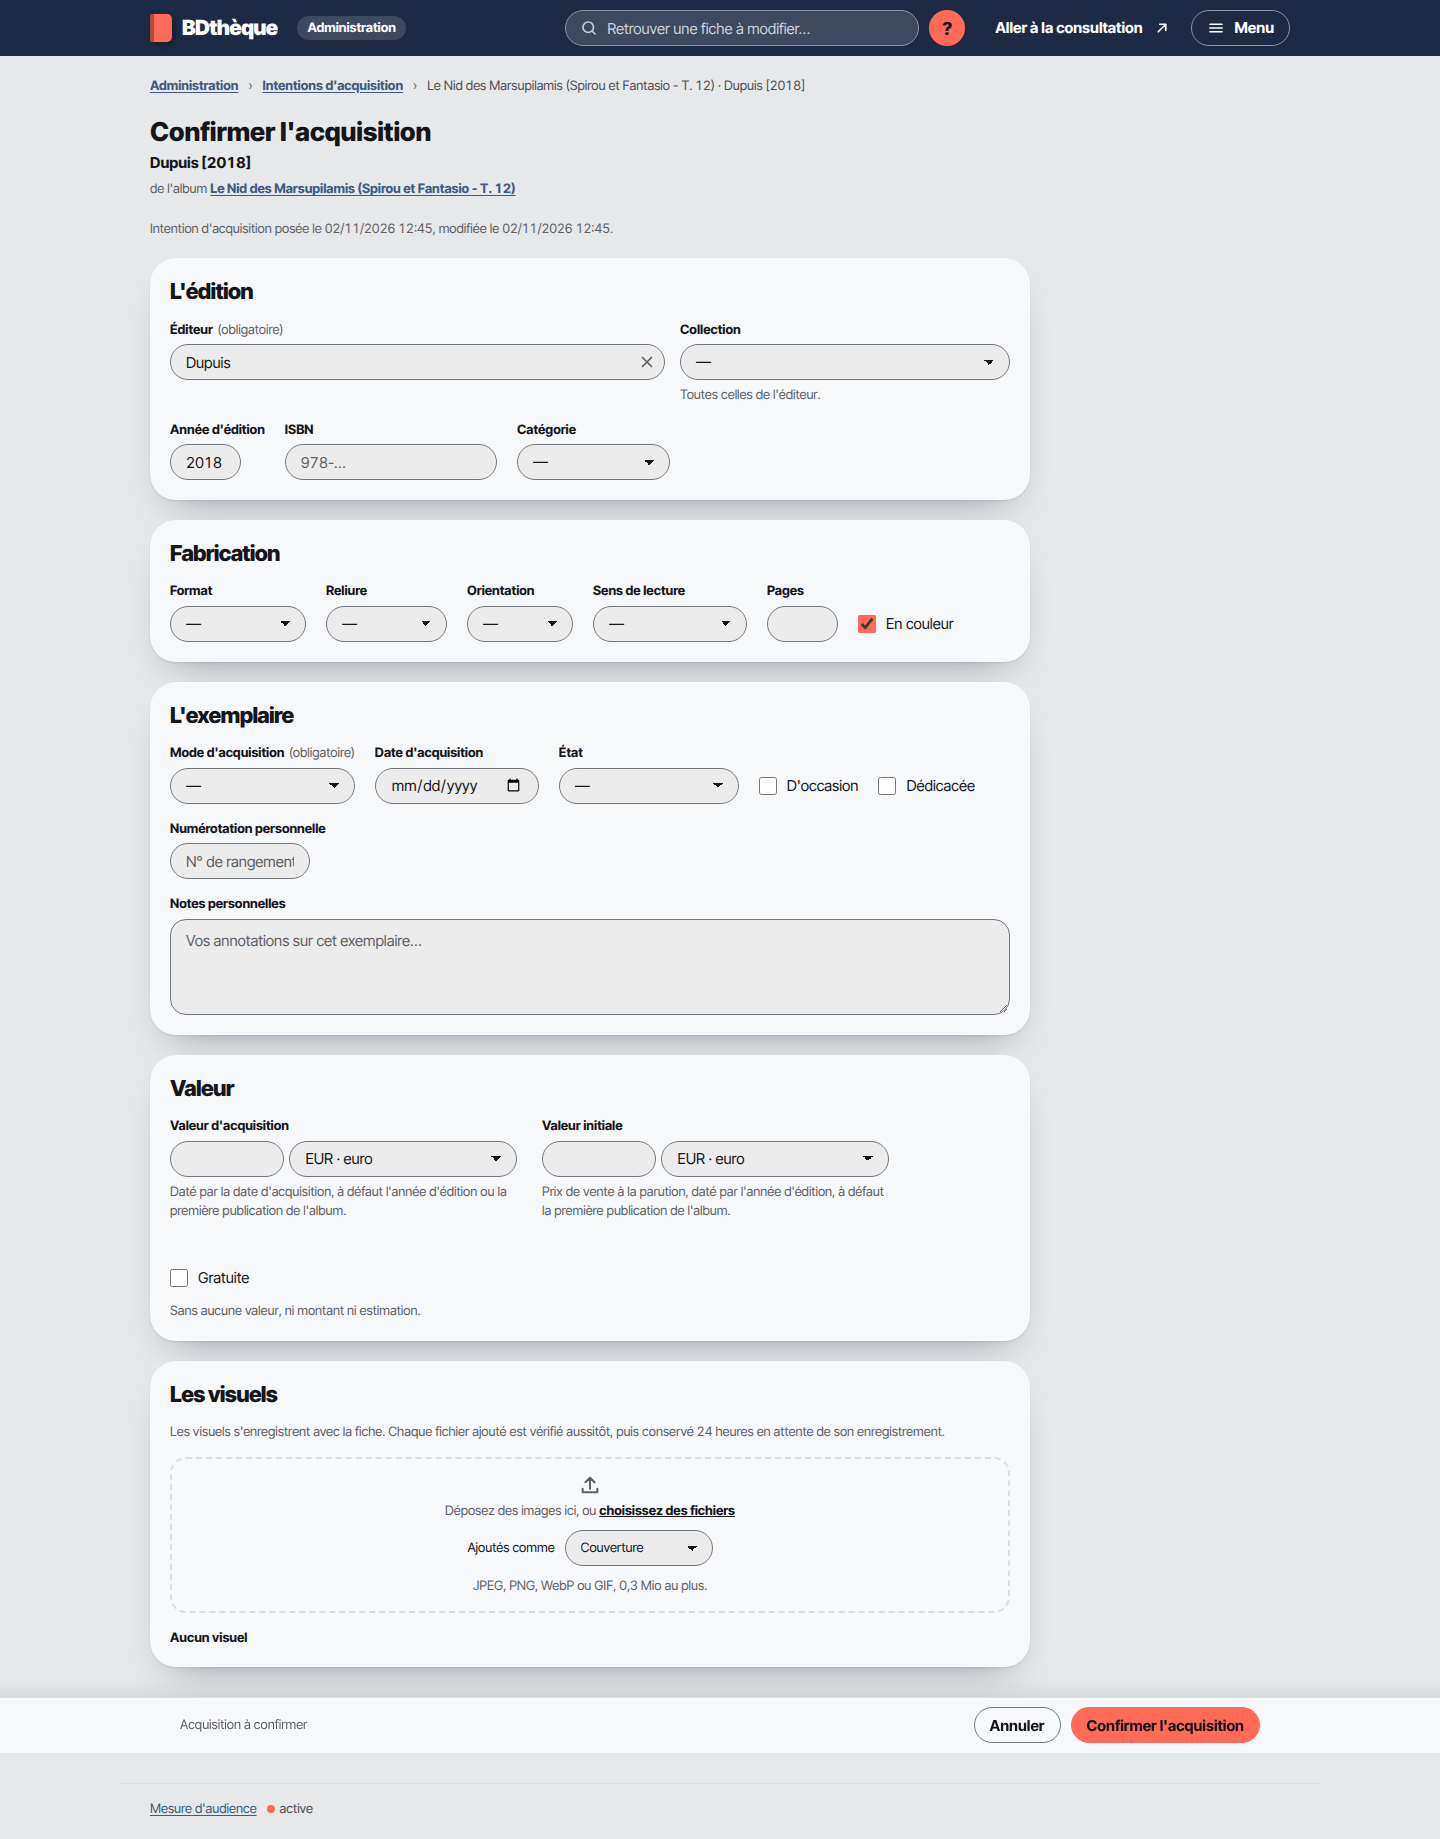 BDthèque
Administration
Retrouver une fiche à modifier...
?
Aller à la consultation
Menu
Administration › Intentions d'acquisition › Le Nid des Marsupilamis (Spirou et Fantasio - T. 12) · Dupuis [2018]
Confirmer l'acquisition
Dupuis [2018]
de l'album Le Nid des Marsupilamis (Spirou et Fantasio - T. 12)
Intention d'acquisition posée le 02/11/2026 12:45, modifiée le 02/11/2026 12:45.
L'édition
Éditeur (obligatoire)
Collection
Dupuis
—
Toutes celles de l'éditeur.
Année d'édition
ISBN
Catégorie
2018
978-...
—
Fabrication
Format
Reliure
Orientation
Sens de lecture
Pages
—
—
—
—
En couleur
L'exemplaire
Mode d'acquisition (obligatoire)
Date d'acquisition
État
—
mm/dd/yyyy
—
D'occasion
Dédicacée
Numérotation personnelle
N° de rangement
Notes personnelles
Vos annotations sur cet exemplaire...
Valeur
Valeur d'acquisition
Valeur initiale
EUR · euro
EUR · euro
Daté par la date d'acquisition, à défaut l'année d'édition ou la
première publication de l'album.
Prix de vente à la parution, daté par l'année d'édition, à défaut
la première publication de l'album.
Gratuite
Sans aucune valeur, ni montant ni estimation.
Les visuels
Les visuels s'enregistrent avec la fiche. Chaque fichier ajouté est vérifié aussitôt, puis conservé 24 heures en attente de son enregistrement.
Déposez des images ici, ou choisissez des fichiers
Ajoutés comme
Couverture
JPEG, PNG, WebP ou GIF, 0,3 Mio au plus.
Aucun visuel
Acquisition à confirmer
Annuler
Confirmer l'acquisition
Mesure d'audience
active